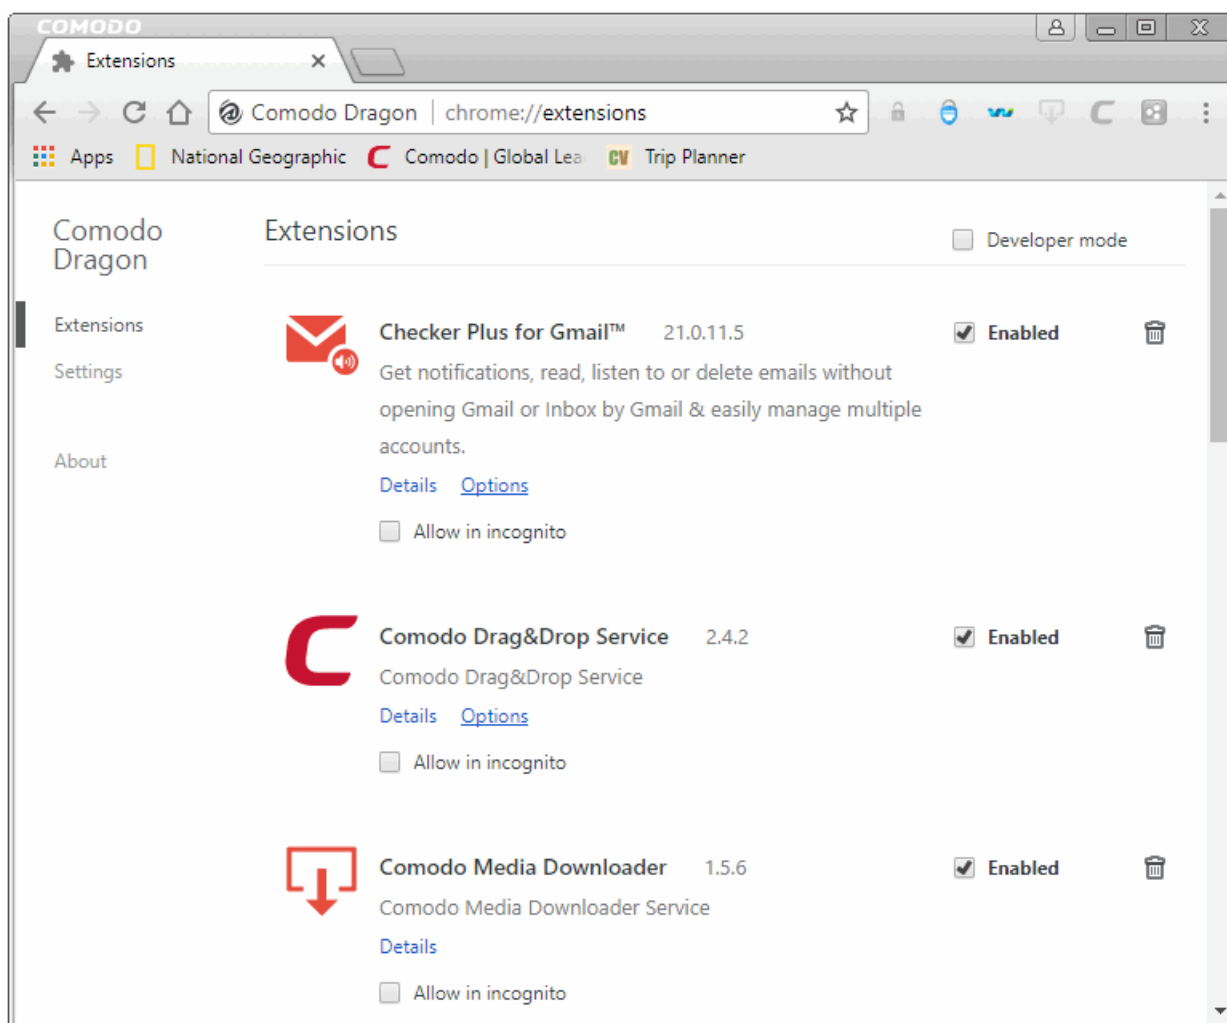 COMODO
Extensions
Comodo Dragon | chrome://extensions
Apps National Geographic Comodo | Global Lea CV Trip Planner
Comodo
Dragon
Extensions
Developer mode
Extensions
Settings
About
Checker Plus for Gmail™ 21.0.11.5 Enabled
Get notifications, read, listen to or delete emails without
opening Gmail or Inbox by Gmail & easily manage multiple
accounts.
Details Options
Allow in incognito
Comodo Drag&Drop Service 2.4.2 Enabled
Comodo Drag&Drop Service
Details Options
Allow in incognito
Comodo Media Downloader 1.5.6 Enabled
Comodo Media Downloader Service
Details
Allow in incognito